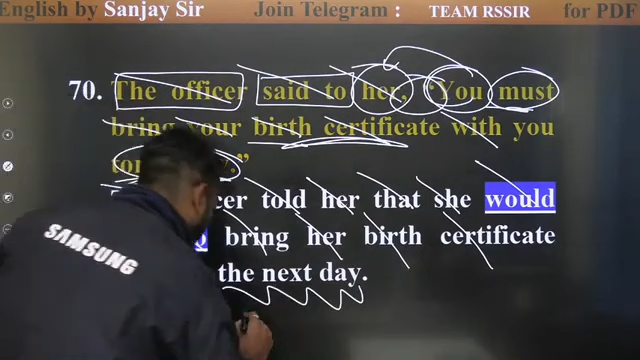 English by Sanjay Sir Join Telegram : TEAM RSSIR for PDF
70. The officer said to her, "You must
bring your birth certificate with you
"
told her that she would
bring her birth certificate
the next day.
SAMSUNG